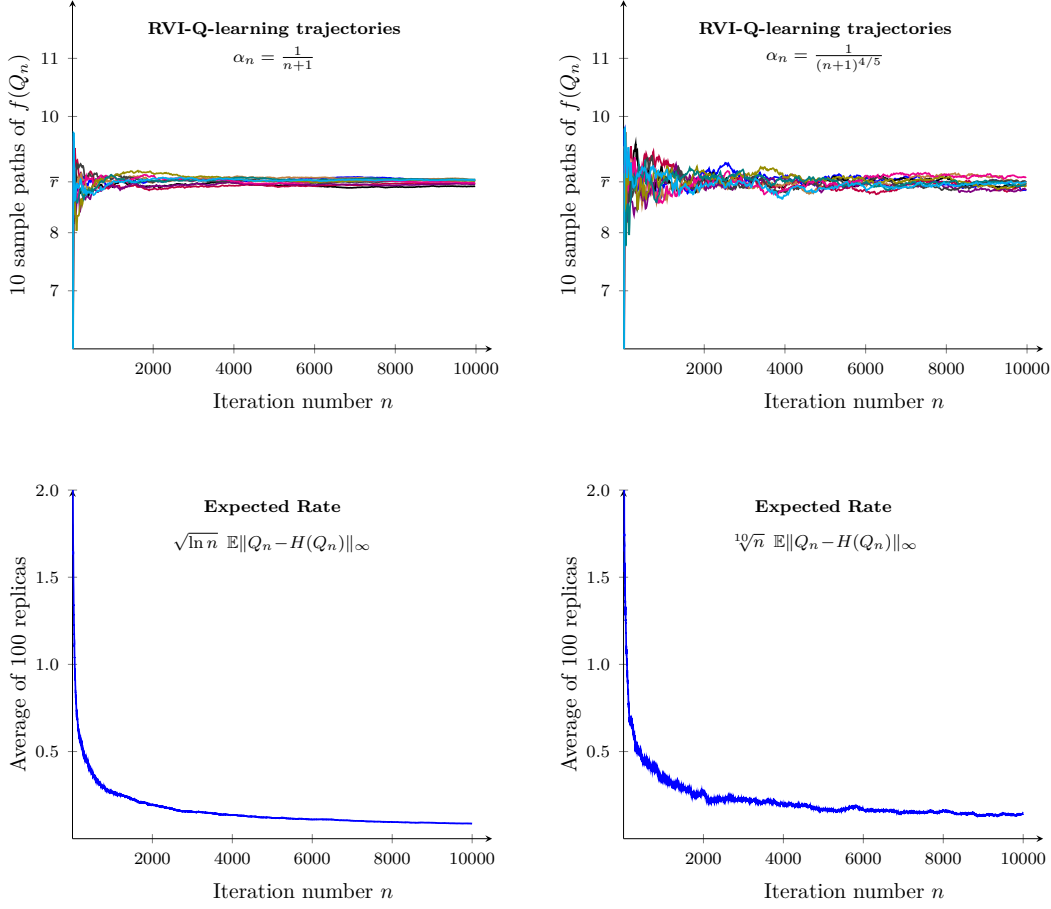 RVI-Q-learning trajectories
αₙ = 1/(n+1)
10 sample paths of f(Qₙ)
11
10
7
8
7
2000 4000 6000 8000 10000
Iteration number n
RVI-Q-learning trajectories
αₙ = 1/(n+1)^{4/5}
10 sample paths of f(Qₙ)
11
10
7
8
7
2000 4000 6000 8000 10000
Iteration number n
Expected Rate
√(ln n) 𝔼‖Qₙ−H(Qₙ)‖∞
Average of 100 replicas
2.0
1.5
1.0
0.5
2000 4000 6000 8000 10000
Iteration number n
Expected Rate
¹⁰√n 𝔼‖Qₙ−H(Qₙ)‖∞
Average of 100 replicas
2.0
1.5
1.0
0.5
2000 4000 6000 8000 10000
Iteration number n